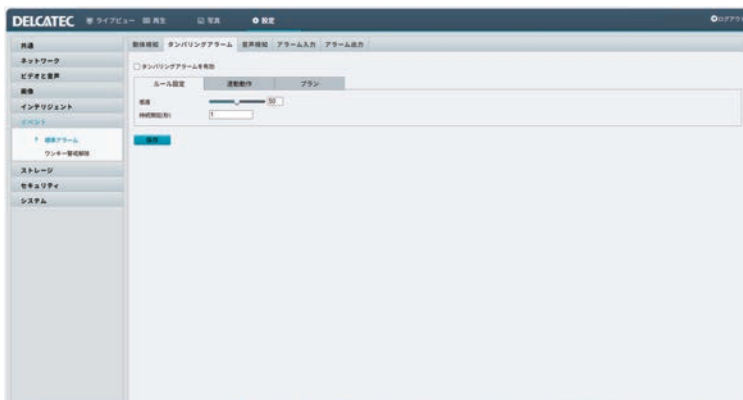 DELCATEC ライブビュー 再生 写真 設定 ログアウト
共通
ネットワーク
ビデオと音声
画像
インテリジェント
イベント
標準アラーム
ワンキー警戒解除
ストレージ
セキュリティ
システム
動体検知 タンパリングアラーム 音声検知 アラーム入力 アラーム出力
タンパリングアラームを有効
ルール設定 連動動作 プラン
感度 50
持続期間(秒) 1
保存